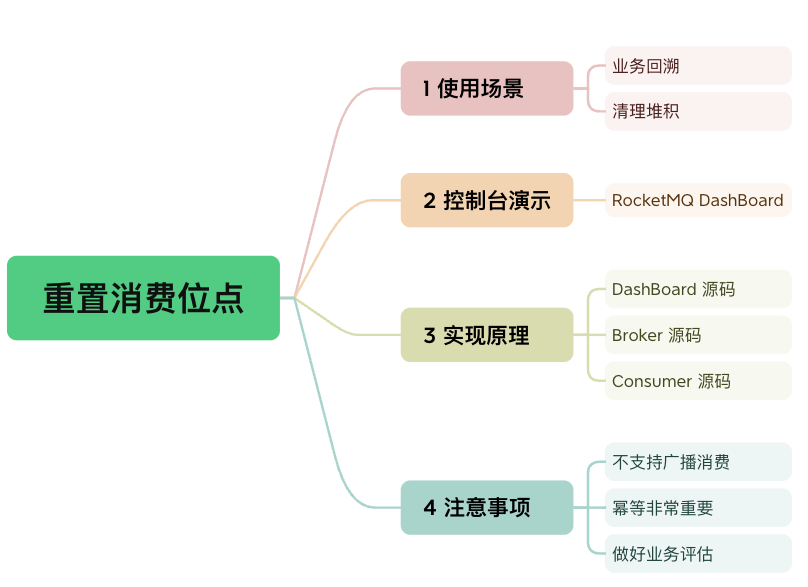 重置消费位点
1 使用场景
业务回溯
清理堆积
2 控制台演示
RocketMQ DashBoard
3 实现原理
DashBoard 源码
Broker 源码
Consumer 源码
4 注意事项
不支持广播消费
幂等非常重要
做好业务评估